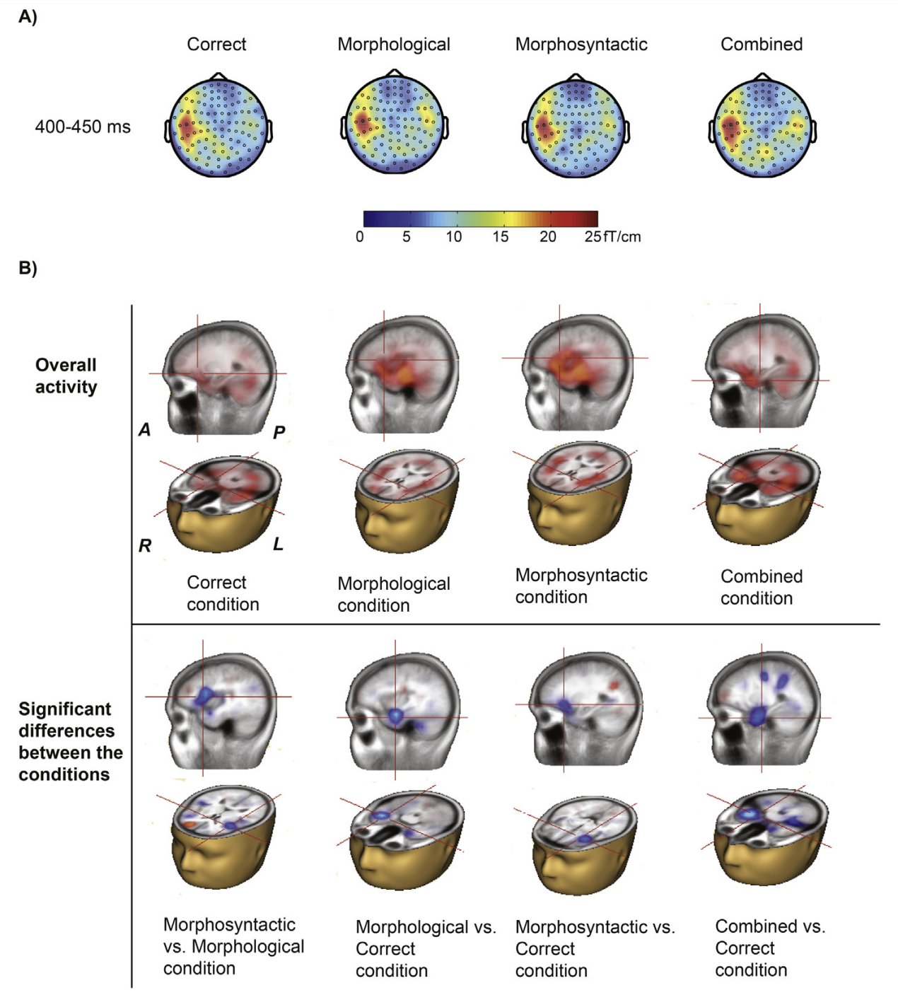 A)
Correct
Morphological
Morphosyntactic
Combined
400-450 ms
0 5 10 15 20 25 fT/cm
B)
Overall
activity
A
P
R
L
Correct
condition
Morphological
condition
Morphosyntactic
condition
Combined
condition
Significant
differences
between the
conditions
Morphosyntactic
vs. Morphological
condition
Morphological vs.
Correct
condition
Morphosyntactic vs.
Correct
condition
Combined vs.
Correct
condition